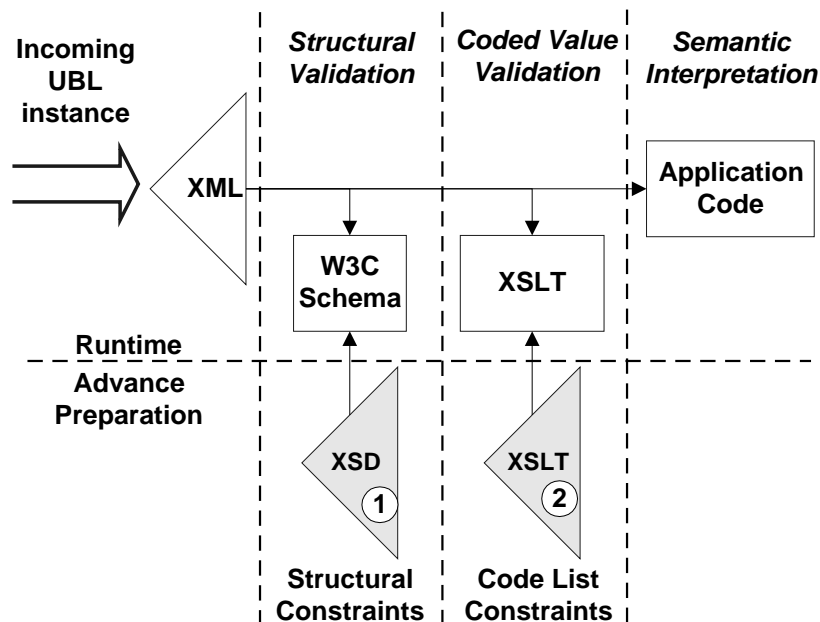 Incoming
UBL
instance
Structural
Validation
Coded Value
Validation
Semantic
Interpretation
XML
Application
Code
W3C
Schema
XSLT
Runtime
Advance
Preparation
XSD
1
XSLT
2
Structural
Constraints
Code List
Constraints